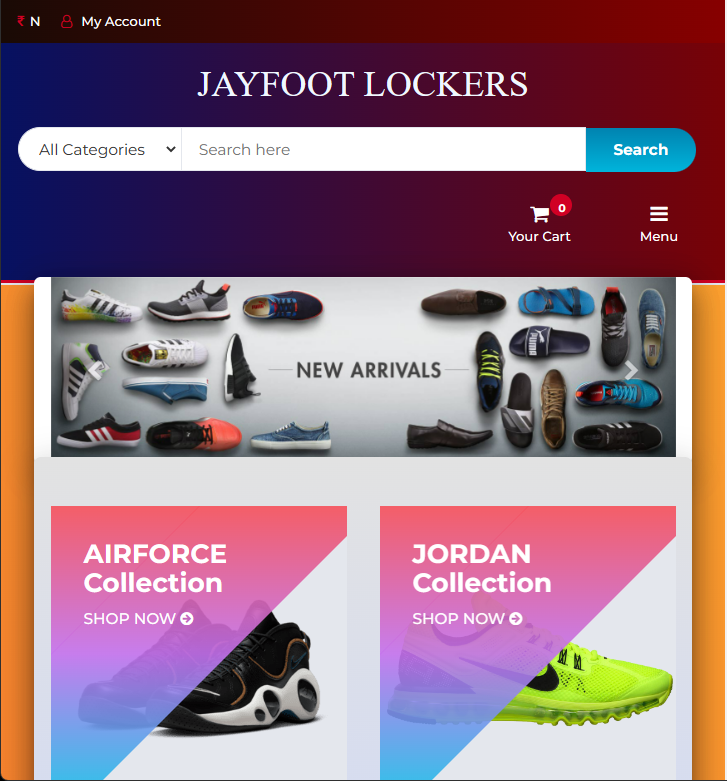 ₹ N My Account
JAYFOOT LOCKERS
All Categories Search here Search
0
Your Cart Menu
NEW ARRIVALS
PUMA
AIRFORCE
Collection
SHOP NOW
JORDAN
Collection
SHOP NOW